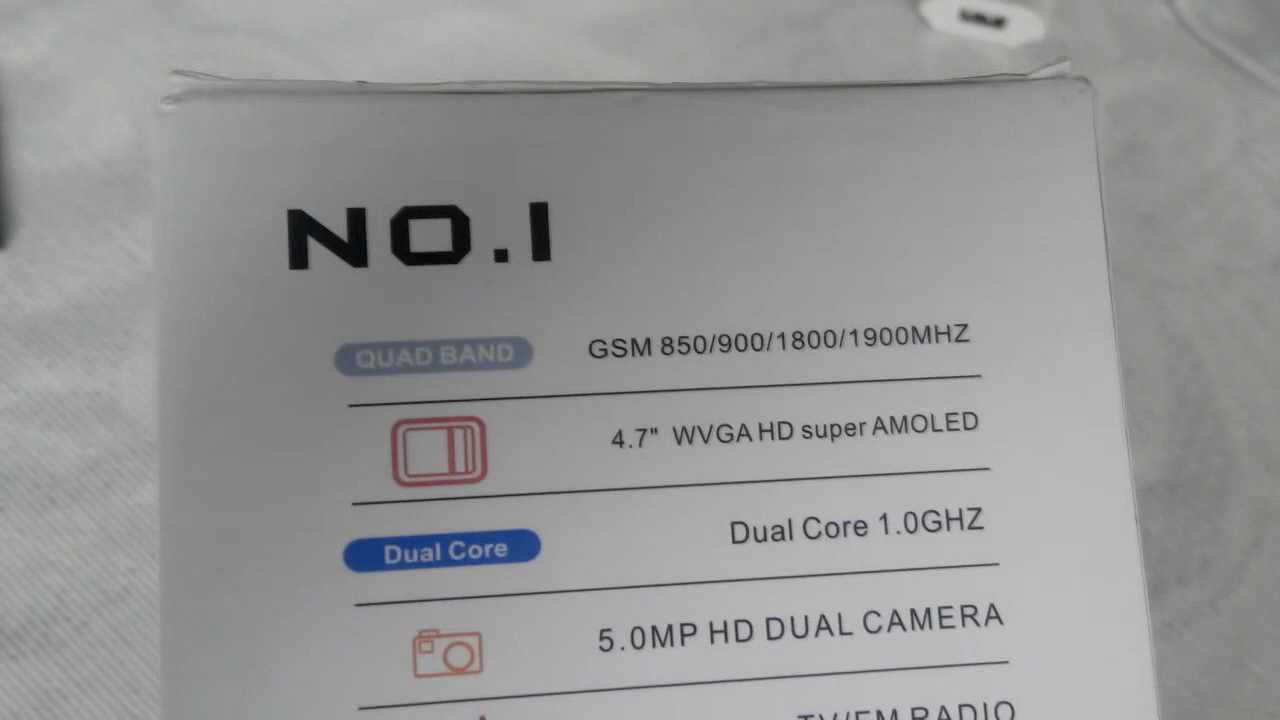 NO.1
QUAD BAND GSM 850/900/1800/1900MHZ
4.7" WVGA HD super AMOLED
Dual Core Dual Core 1.0GHZ
5.0MP HD DUAL CAMERA
TV/FM RADIO